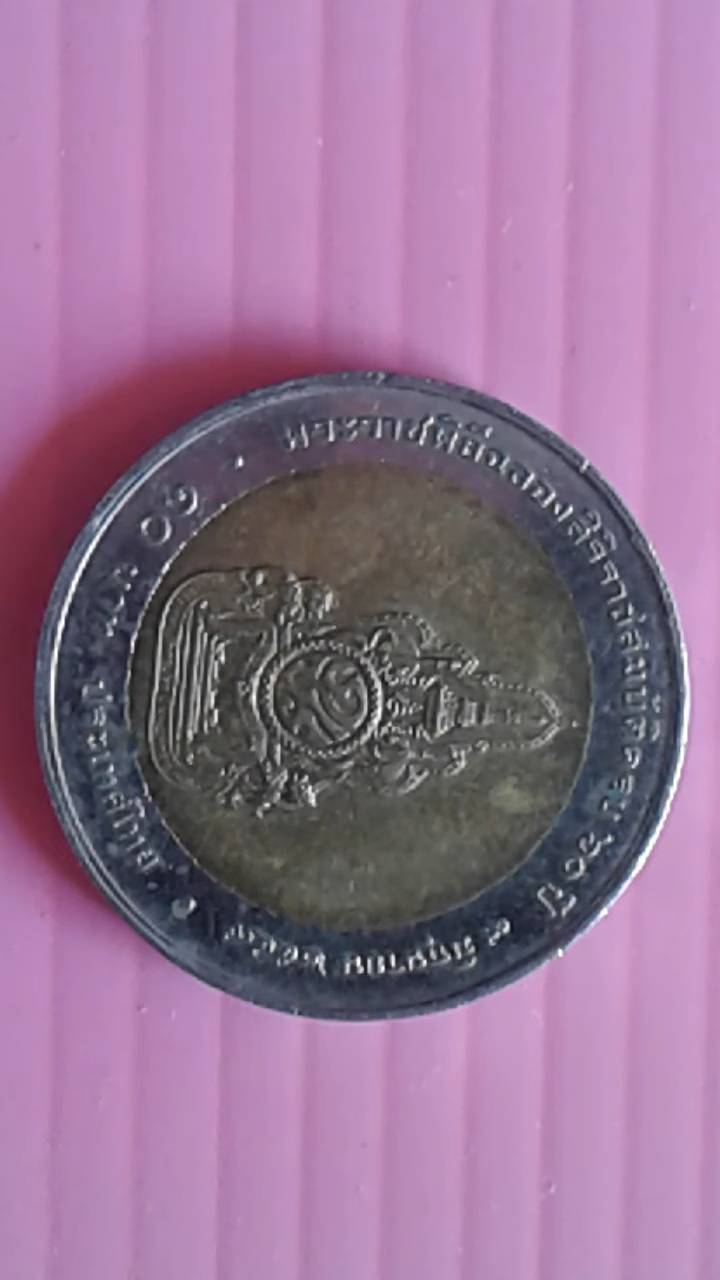 พระราชพิธีฉลองสิริราชสมบัติครบ ๖๐ ปี
๙ มิถุนายน ๒๕๔๙
๑๐ บาท ประเทศไทย